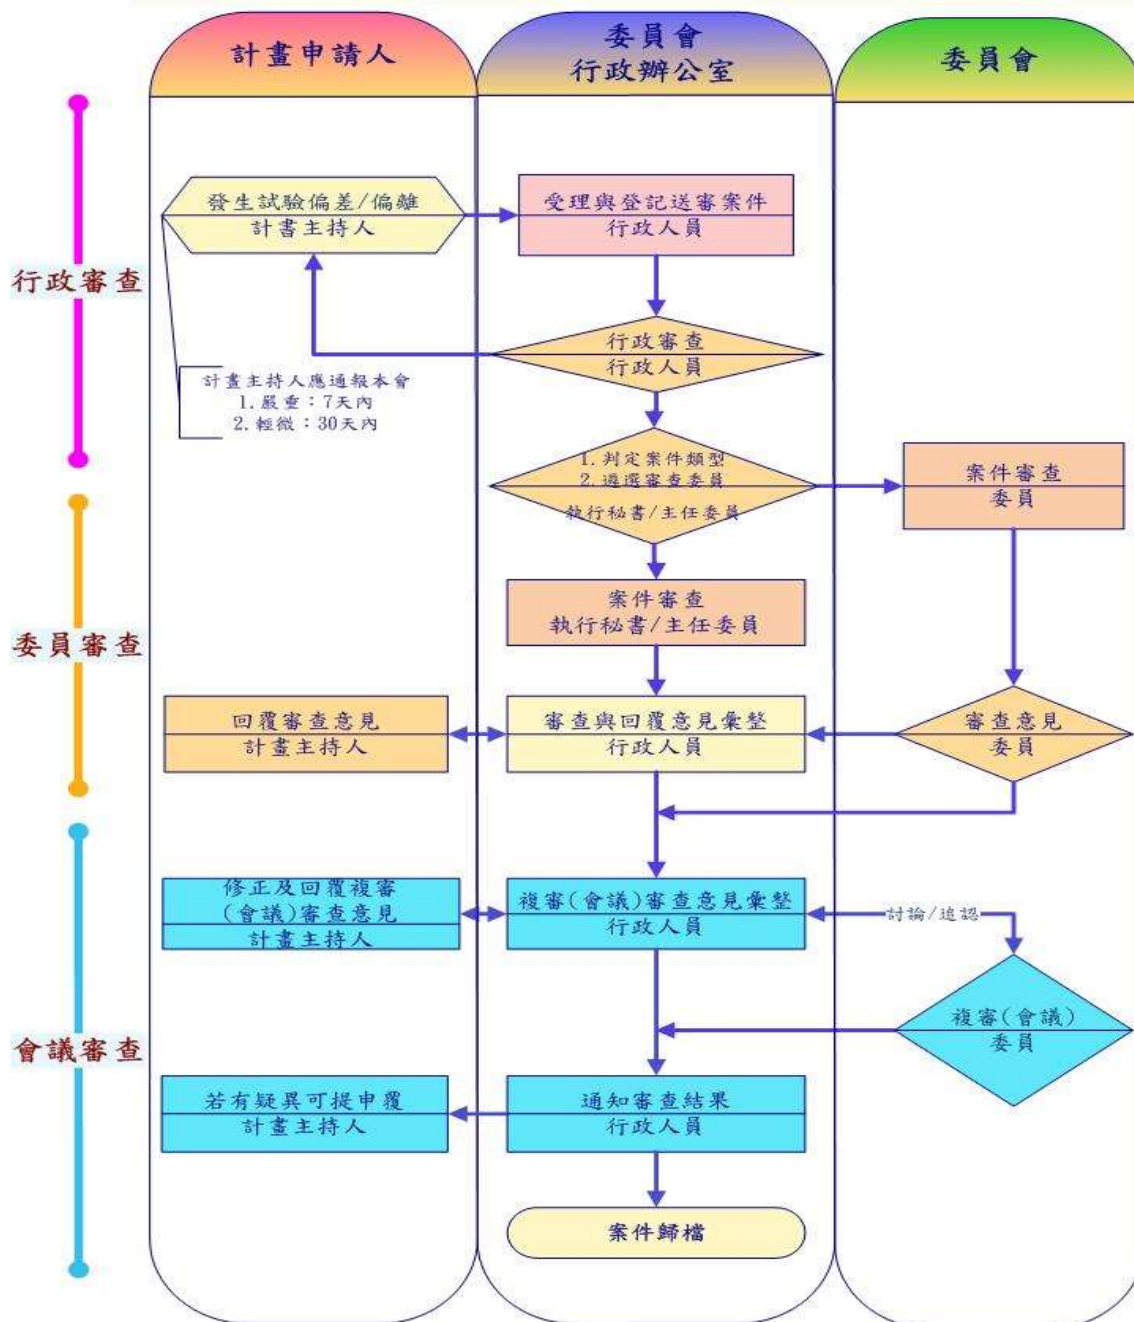 計畫申請人
委員會
行政辦公室
委員會
行政審查
發生試驗偏差/偏離
計書主持人
受理與登記送審案件
行政人員
行政審查
行政人員
計畫主持人應通報本會
1.嚴重：7天內
2.輕微：30天內
1.判定案件類型
2.遴選審查委員
執行秘書/主任委員
案件審查
委員
委員審查
案件審查
執行秘書/主任委員
回覆審查意見
計畫主持人
審查與回覆意見彙整
行政人員
審查意見
委員
會議審查
修正及回覆複審
(會議)審查意見
計畫主持人
複審(會議)審查意見彙整
行政人員
討論/追認
複審(會議)
委員
若有疑異可提申覆
計畫主持人
通知審查結果
行政人員
案件歸檔